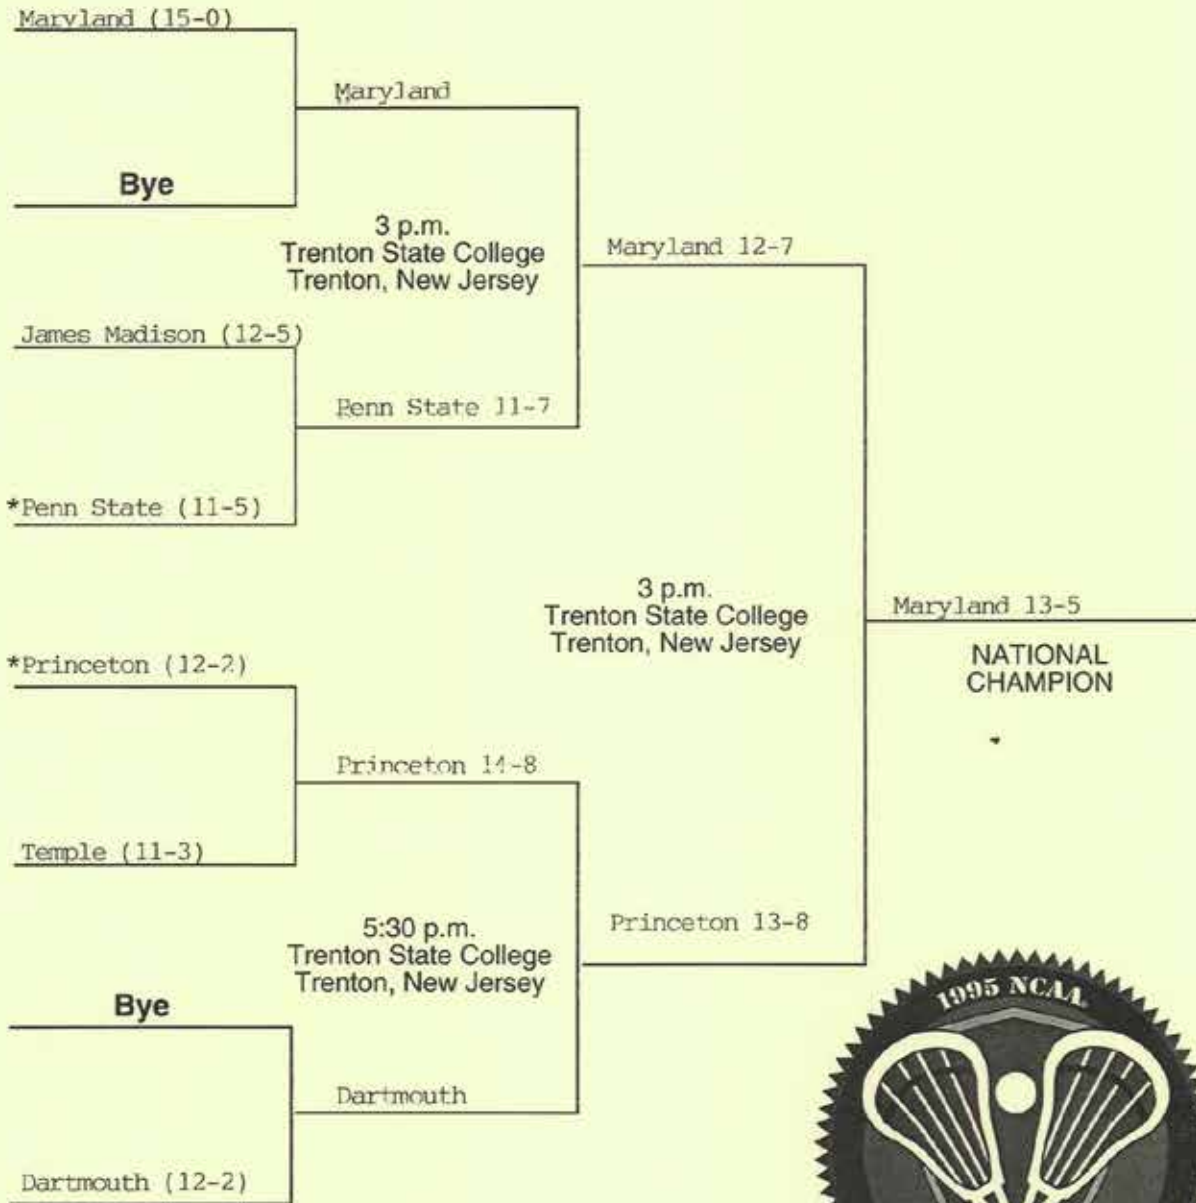 Maryland (15-0)
Maryland
Bye
3 p.m.
Trenton State College
Trenton, New Jersey
Maryland 12-7
James Madison (12-5)
Penn State 11-7
*Penn State (11-5)
3 p.m.
Trenton State College
Trenton, New Jersey
Maryland 13-5
NATIONAL
CHAMPION
*Princeton (12-2)
Princeton 14-8
Temple (11-3)
5:30 p.m.
Trenton State College
Trenton, New Jersey
Princeton 13-8
Bye
Dartmouth
Dartmouth (12-2)
1995 NCAA